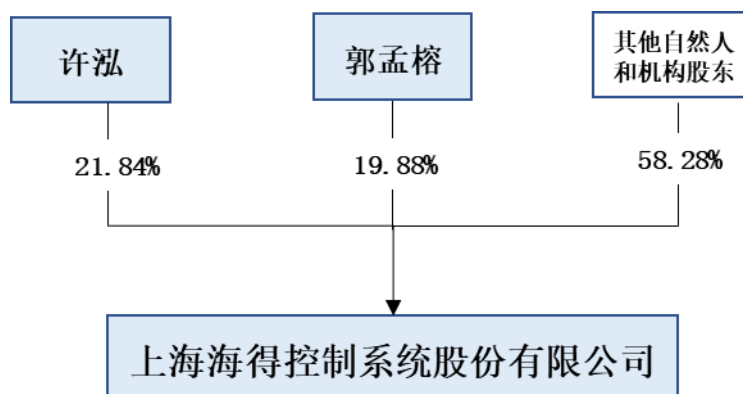 许泓
郭孟榕
其他自然人
和机构股东
21.84%
19.88%
58.28%
上海海得控制系统股份有限公司